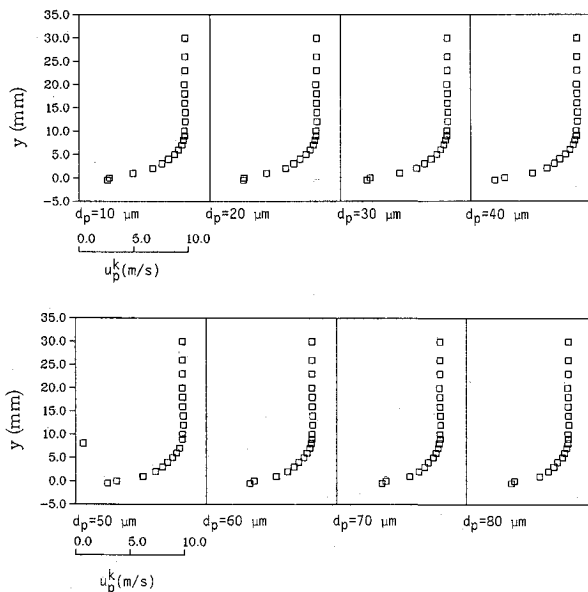 y (mm)
35.0
30.0
25.0
20.0
15.0
10.0
5.0
0.0
-5.0
d_p=10 μm
d_p=20 μm
d_p=30 μm
d_p=40 μm
0.0 5.0 10.0
u_p^k(m/s)
y (mm)
35.0
30.0
25.0
20.0
15.0
10.0
5.0
0.0
-5.0
d_p=50 μm
d_p=60 μm
d_p=70 μm
d_p=80 μm
0.0 5.0 10.0
u_p^k(m/s)